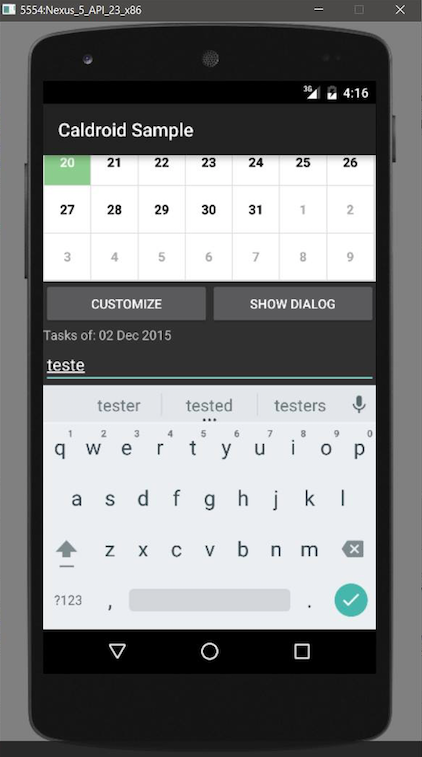 5554:Nexus_5_API_23_x86
3G 4:16
Caldroid Sample
20 21 22 23 24 25 26
27 28 29 30 31 1 2
3 4 5 6 7 8 9
CUSTOMIZE SHOW DIALOG
Tasks of: 02 Dec 2015
teste
tester tested testers
1 2 3 4 5 6 7 8 9 0
q w e r t y u i o p
a s d f g h j k l
z x c v b n m
?123 , .